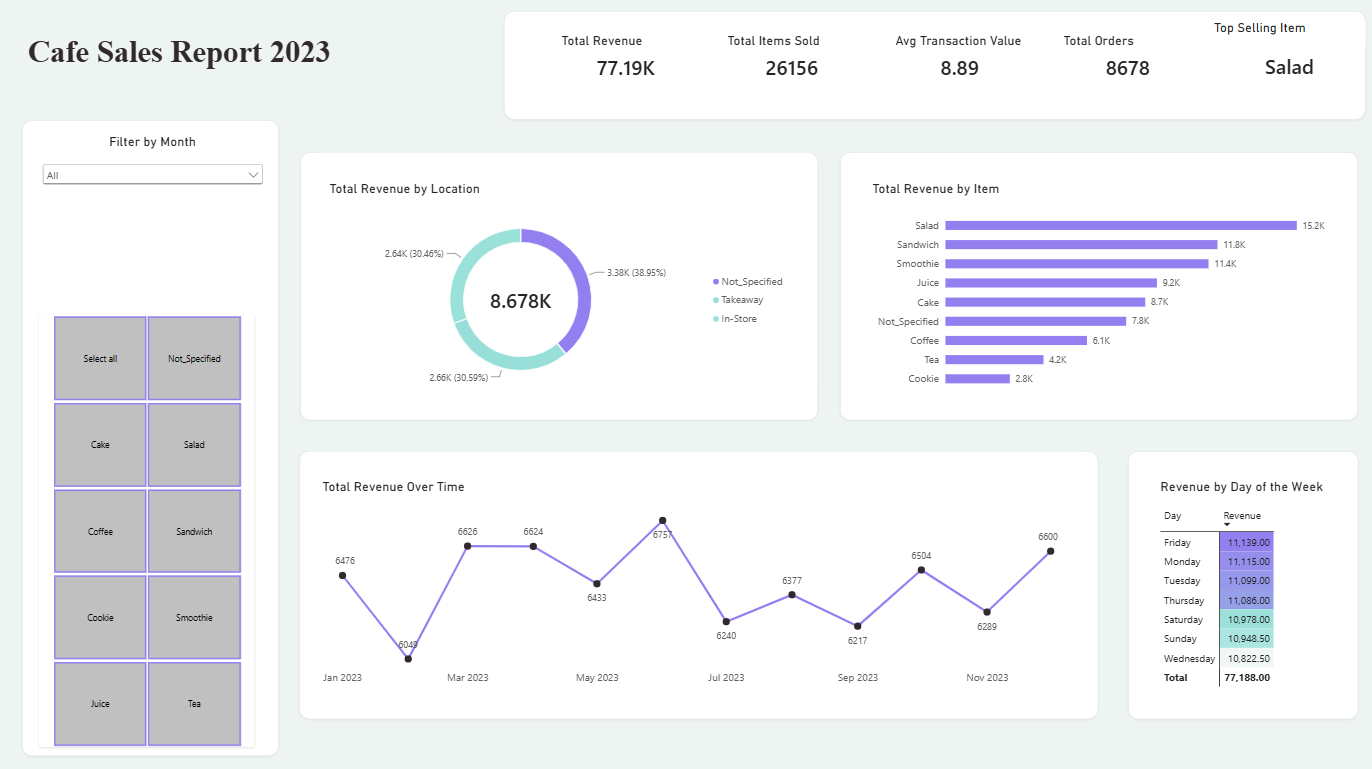 Cafe Sales Report 2023
Total Revenue
77.19K
Total Items Sold
26156
Avg Transaction Value
8.89
Total Orders
8678
Top Selling Item
Salad
Filter by Month
All
Select all
Not_Specified
Cake
Salad
Coffee
Sandwich
Cookie
Smoothie
Juice
Tea
Total Revenue by Location
2.64K (30.46%)
3.38K (38.95%)
8.678K
2.66K (30.59%)
Not_Specified
Takeaway
In-Store
Total Revenue by Item
Salad 15.2K
Sandwich 11.8K
Smoothie 11.4K
Juice 9.2K
Cake 8.7K
Not_Specified 7.8K
Coffee 6.1K
Tea 4.2K
Cookie 2.8K
Total Revenue Over Time
6476
6049
6626
6624
6433
6757
6240
6377
6217
6504
6289
6600
Jan 2023
Mar 2023
May 2023
Jul 2023
Sep 2023
Nov 2023
Revenue by Day of the Week
Day Revenue
Friday 11,139.00
Monday 11,115.00
Tuesday 11,099.00
Thursday 11,086.00
Saturday 10,978.00
Sunday 10,948.50
Wednesday 10,822.50
Total 77,188.00